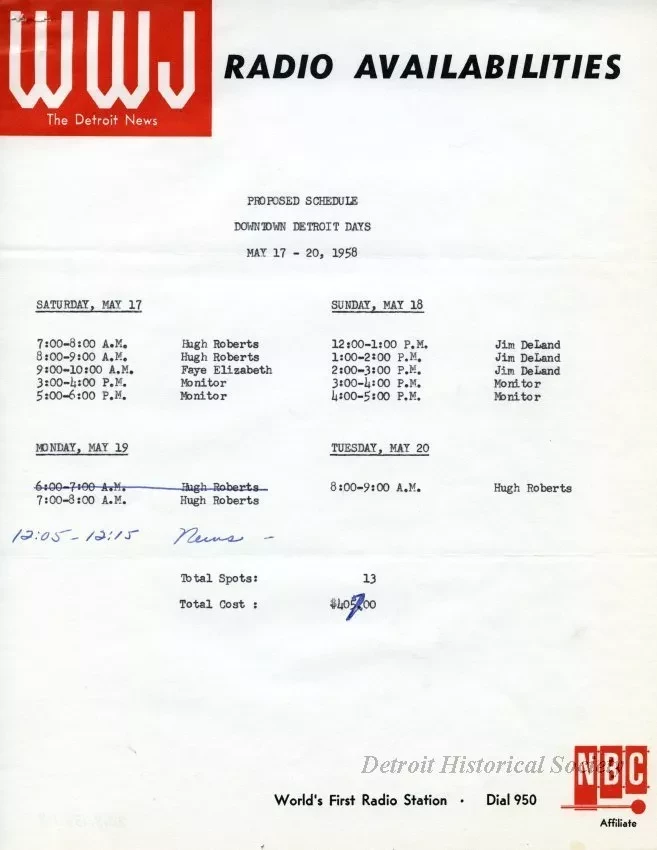 WWJ
The Detroit News
RADIO AVAILABILITIES
PROPOSED SCHEDULE
DOWNTOWN DETROIT DAYS
MAY 17 - 20, 1958
SATURDAY, MAY 17
7:00-8:00 A.M. Hugh Roberts
8:00-9:00 A.M. Hugh Roberts
9:00-10:00 A.M. Faye Elizabeth
3:00-4:00 P.M. Monitor
5:00-6:00 P.M. Monitor
SUNDAY, MAY 18
12:00-1:00 P.M. Jim DeLand
1:00-2:00 P.M. Jim DeLand
2:00-3:00 P.M. Jim DeLand
3:00-4:00 P.M. Monitor
4:00-5:00 P.M. Monitor
MONDAY, MAY 19
6:00-7:00 A.M. Hugh Roberts
7:00-8:00 A.M. Hugh Roberts
12:05-12:15 News -
TUESDAY, MAY 20
8:00-9:00 A.M. Hugh Roberts
Total Spots: 13
Total Cost : $407.00
Detroit Historical Society
NBC
World's First Radio Station · Dial 950
Affiliate